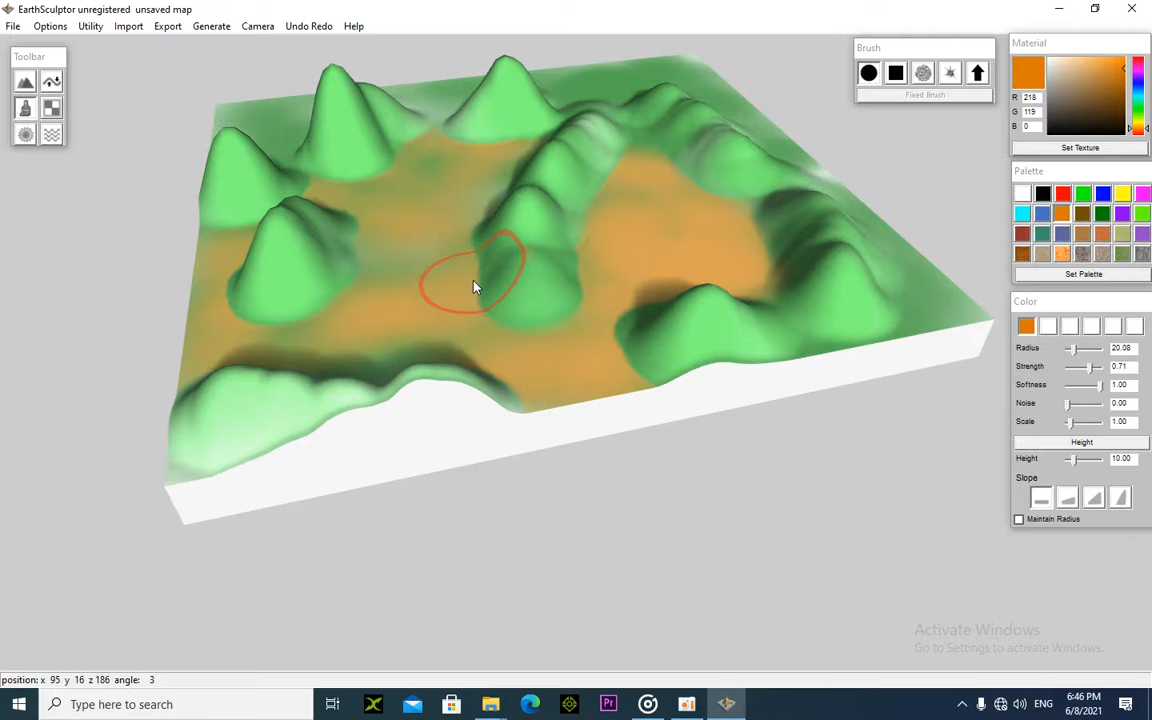 EarthSculptor unregistered unsaved map
File Options Utility Import Export Generate Camera Undo Redo Help
Toolbar
Brush
Fixed Brush
Material
R 218
G 119
B 0
Set Texture
Palette
Set Palette
Color
Radius 20.08
Strength 0.71
Softness 1.00
Noise 0.00
Scale 1.00
Height
Height 10.00
Slope
Maintain Radius
Activate Windows
Go to Settings to activate Windows.
position: x 95 y 16 z 186 angle: 3
Type here to search
Pr
ENG
6:46 PM
6/8/2021